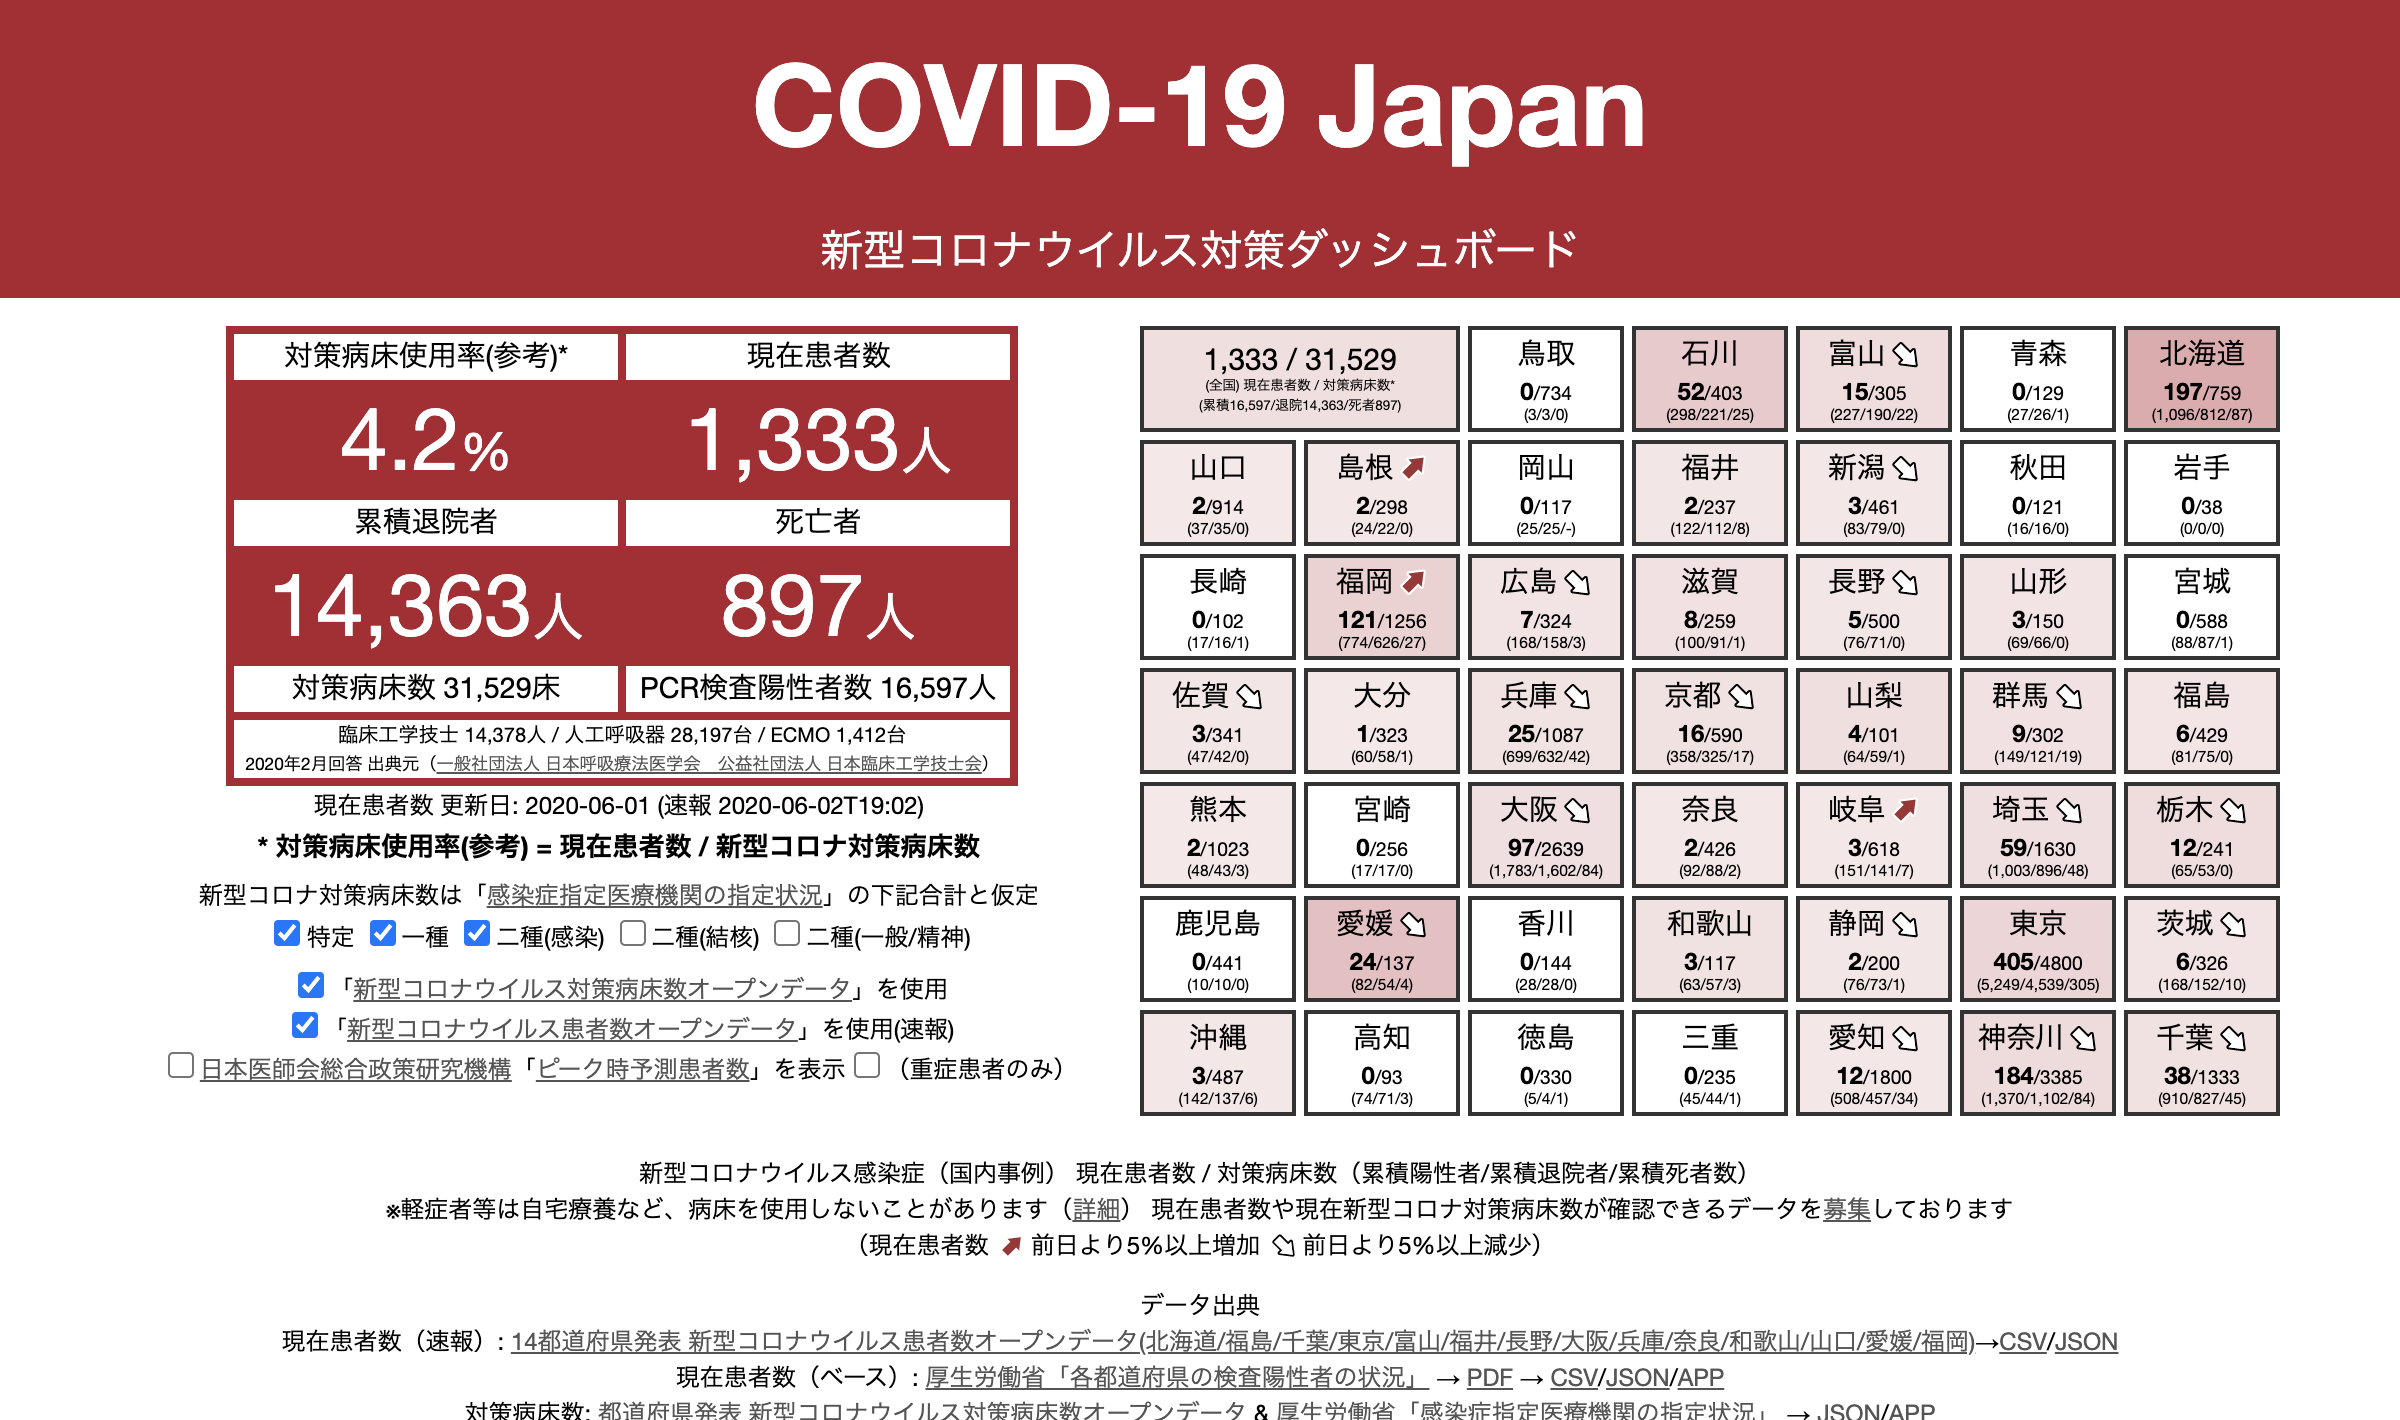 COVID-19 Japan
新型コロナウイルス対策ダッシュボード
対策病床使用率(参考)*
現在患者数
4.2%
1,333人
累積退院者
死亡者
14,363人
897人
対策病床数 31,529床
PCR検査陽性者数 16,597人
臨床工学技士 14,378人 / 人工呼吸器 28,197台 / ECMO 1,412台
2020年2月回答 出典元（一般社団法人 日本呼吸療法医学会　公益社団法人 日本臨床工学技士会）
現在患者数 更新日: 2020-06-01 (速報 2020-06-02T19:02)
* 対策病床使用率(参考) = 現在患者数 / 新型コロナ対策病床数
新型コロナ対策病床数は「感染症指定医療機関の指定状況」の下記合計と仮定
特定 一種 二種(感染) 二種(結核) 二種(一般/精神)
「新型コロナウイルス対策病床数オープンデータ」を使用
「新型コロナウイルス患者数オープンデータ」を使用(速報)
日本医師会総合政策研究機構「ピーク時予測患者数」を表示 （重症患者のみ）
1,333 / 31,529
(全国) 現在患者数 / 対策病床数*
(累積16,597/退院14,363/死者897)
鳥取
0/734
(3/3/0)
石川
52/403
(298/221/25)
富山
15/305
(227/190/22)
青森
0/129
(27/26/1)
北海道
197/759
(1,096/812/87)
山口
2/914
(37/35/0)
島根
2/298
(24/22/0)
岡山
0/117
(25/25/-)
福井
2/237
(122/112/8)
新潟
3/461
(83/79/0)
秋田
0/121
(16/16/0)
岩手
0/38
(0/0/0)
長崎
0/102
(17/16/1)
福岡
121/1256
(774/626/27)
広島
7/324
(168/158/3)
滋賀
8/259
(100/91/1)
長野
5/500
(76/71/0)
山形
3/150
(69/66/0)
宮城
0/588
(88/87/1)
佐賀
3/341
(47/42/0)
大分
1/323
(60/58/1)
兵庫
25/1087
(699/632/42)
京都
16/590
(358/325/17)
山梨
4/101
(64/59/1)
群馬
9/302
(149/121/19)
福島
6/429
(81/75/0)
熊本
2/1023
(48/43/3)
宮崎
0/256
(17/17/0)
大阪
97/2639
(1,783/1,602/84)
奈良
2/426
(92/88/2)
岐阜
3/618
(151/141/7)
埼玉
59/1630
(1,003/896/48)
栃木
12/241
(65/53/0)
鹿児島
0/441
(10/10/0)
愛媛
24/137
(82/54/4)
香川
0/144
(28/28/0)
和歌山
3/117
(63/57/3)
静岡
2/200
(76/73/1)
東京
405/4800
(5,249/4,539/305)
茨城
6/326
(168/152/10)
沖縄
3/487
(142/137/6)
高知
0/93
(74/71/3)
徳島
0/330
(5/4/1)
三重
0/235
(45/44/1)
愛知
12/1800
(508/457/34)
神奈川
184/3385
(1,370/1,102/84)
千葉
38/1333
(910/827/45)
新型コロナウイルス感染症（国内事例） 現在患者数 / 対策病床数（累積陽性者/累積退院者/累積死者数）
※軽症者等は自宅療養など、病床を使用しないことがあります（詳細） 現在患者数や現在新型コロナ対策病床数が確認できるデータを募集しております
（現在患者数 前日より5%以上増加 前日より5%以上減少）
データ出典
現在患者数（速報）: 14都道府県発表 新型コロナウイルス患者数オープンデータ(北海道/福島/千葉/東京/富山/福井/長野/大阪/兵庫/奈良/和歌山/山口/愛媛/福岡)→CSV/JSON
現在患者数（ベース）: 厚生労働省「各都道府県の検査陽性者の状況」 → PDF → CSV/JSON/APP
対策病床数: 都道府県発表 新型コロナウイルス対策病床数オープンデータ & 厚生労働省「感染症指定医療機関の指定状況」 → JSON/APP